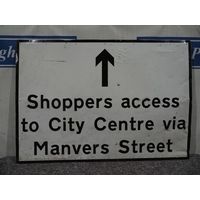 Shoppers access
to City Centre via
Manvers Street